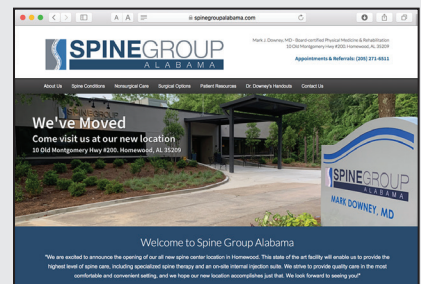 spinegroupalabama.com
SPINEGROUP
ALABAMA
Mark J. Downey, MD - Board-certified Physical Medicine & Rehabilitation
10 Old Montgomery Hwy #200, Homewood, AL 35209
Appointments & Referrals: (205) 271-6511
About Us Spine Conditions Nonsurgical Care Surgical Options Patient Resources Dr. Downey's Handouts Contact Us
We've Moved
Come visit us at our new location
10 Old Montgomery Hwy #200, Homewood, AL 35209
SPINEGROUP
ALABAMA
MARK DOWNEY, MD
Welcome to Spine Group Alabama
"We are excited to announce the opening of our all new spine center location in Homewood. This state of the art facility will enable us to provide the
highest level of spine care, including specialized spine therapy and an on-site internal injection suite. We strive to provide quality care in the most
comfortable and convenient setting, and we hope our new location accomplishes just that. We look forward to seeing you!"